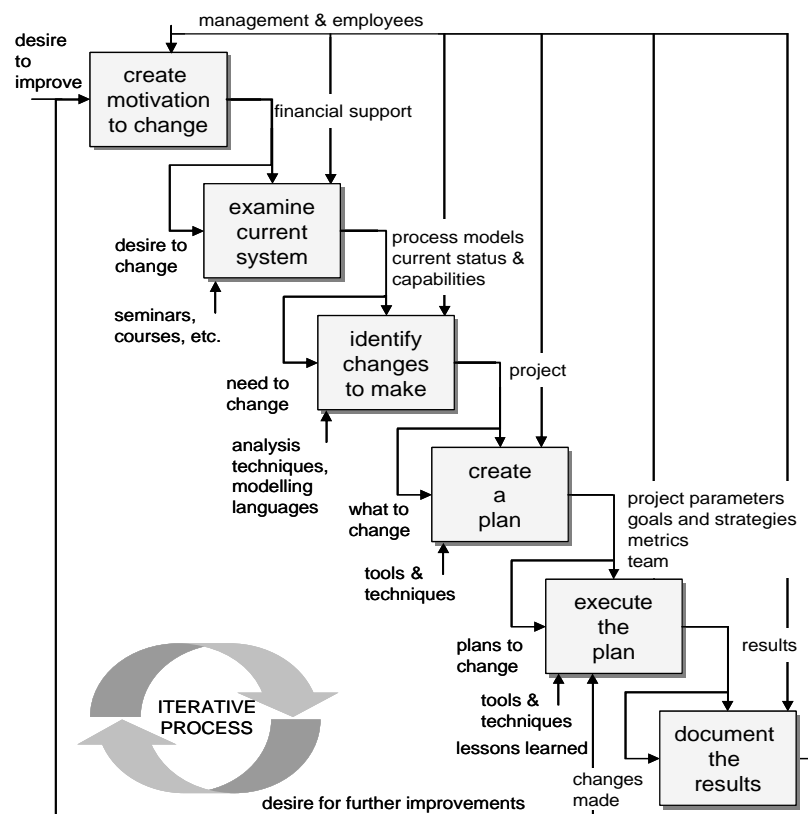 management & employees
desire
to
improve
create
motivation
to change
financial support
examine
current
system
desire to
change
process models
current status &
capabilities
seminars,
courses, etc.
identify
changes
to make
need to
change
project
analysis
techniques,
modelling
languages
create
a
plan
what to
change
project parameters
goals and strategies
metrics
team
tools &
techniques
execute
the
plan
plans to
change
results
tools &
techniques
ITERATIVE
PROCESS
lessons learned
document
the
results
changes
made
desire for further improvements